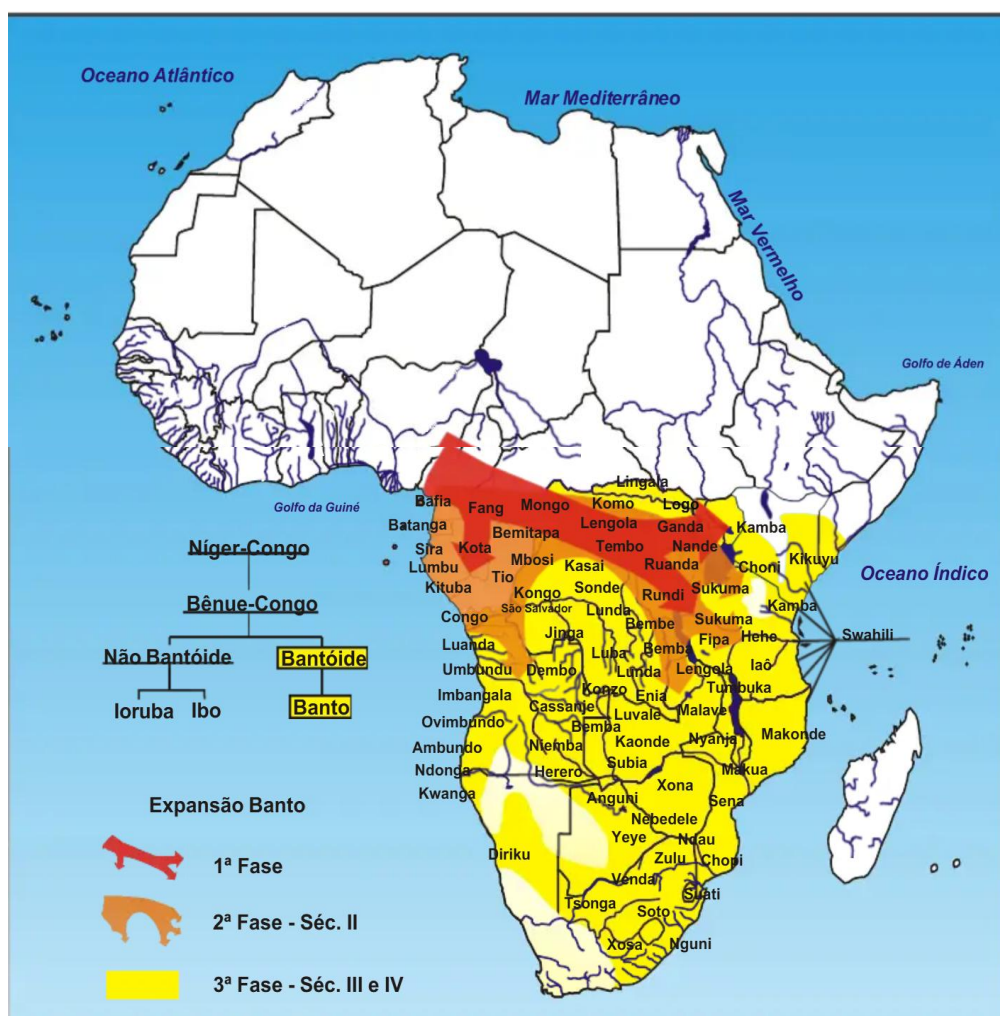 Oceano Atlântico
Mar Mediterrâneo
Mar Vermelho
Golfo de Áden
Golfo da Guiné
Oceano Índico
Lingala
Bafia
Fang
Mongo
Komo
Logo
Batanga
Bemitapa
Lengola
Ganda
Kamba
Sira
Kota
Mbosi
Tembo
Nande
Kikuyu
Lumbu
Kasai
Ruanda
Choni
Kituba
Tio
Kongo
Sonde
Rundi
Sukuma
São Salvador
Lunda
Kamba
Congo
Jinga
Bembe
Sukuma
Swahili
Luanda
Luba
Bemba
Fipa
Hehe
Umbundu
Dembo
Lunda
Lengola
Iaô
Imbangala
Konzo
Enia
Tumbuka
Cassanje
Luvale
Malave
Ovimbundo
Bemba
Makonde
Ambundo
Niemba
Kaonde
Nyanja
Ndonga
Herero
Subia
Makua
Kwanga
Anguni
Xona
Sena
Nebedele
Diriku
Yeye
Ndau
Zulu
Chopi
Venda
Suáti
Tsonga
Soto
Xosa
Nguni
Níger-Congo
Bênue-Congo
Não Bantóide
Bantóide
Ioruba
Ibo
Banto
Expansão Banto
1ª Fase
2ª Fase - Séc. II
3ª Fase - Séc. III e IV